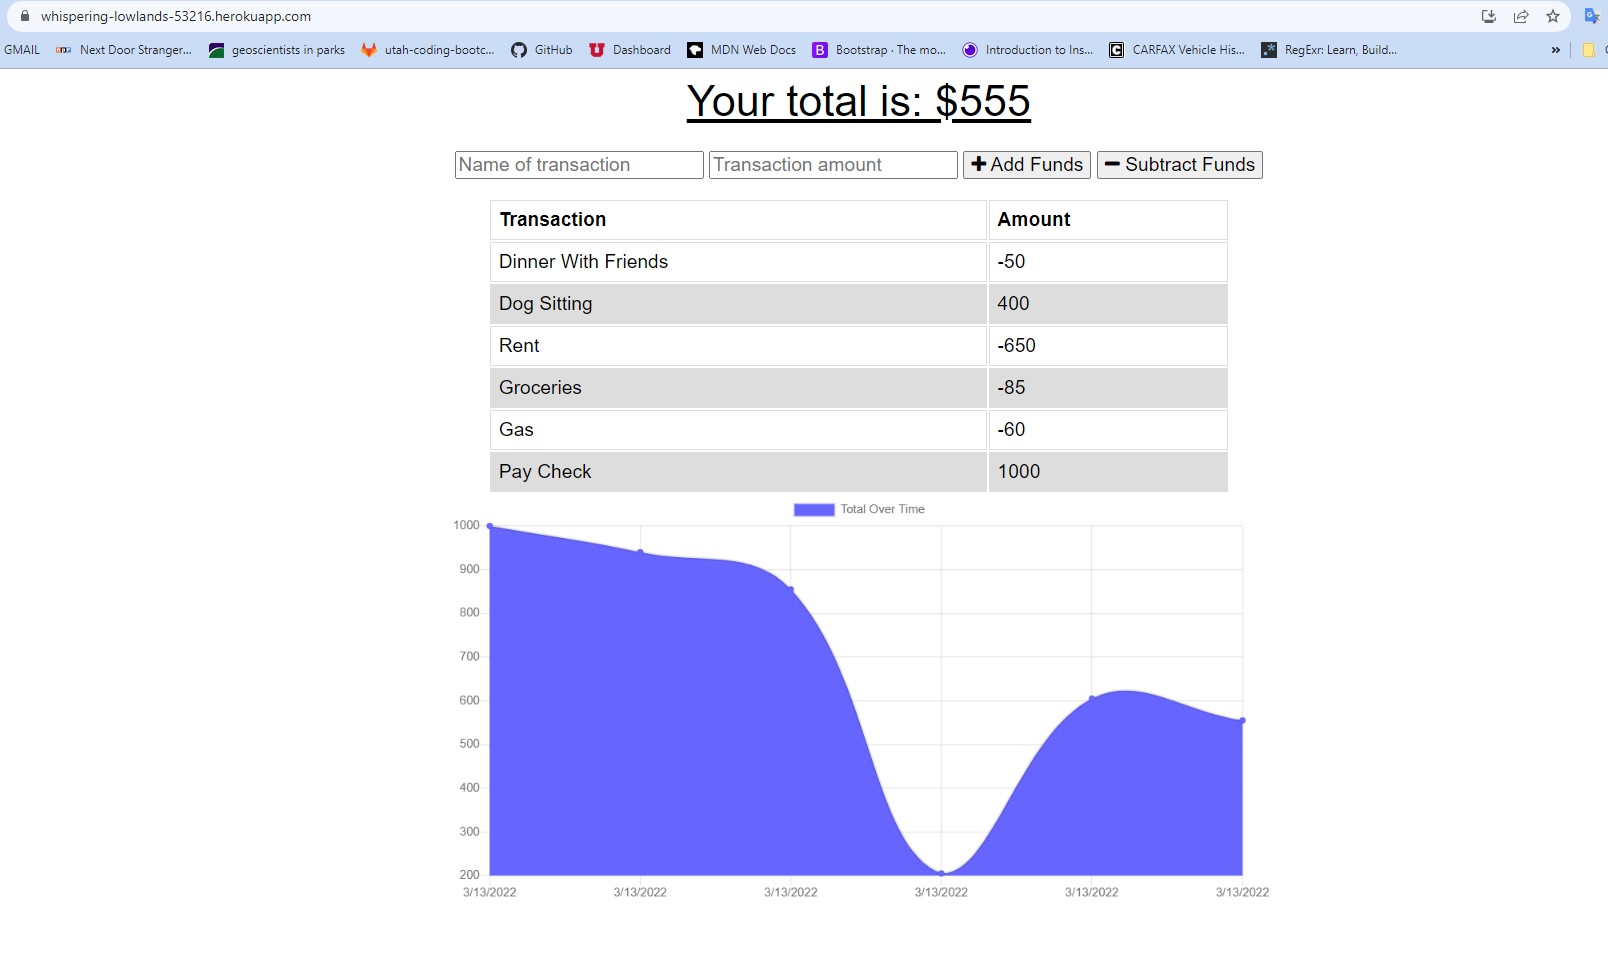 whispering-lowlands-53216.herokuapp.com
GMAIL npr Next Door Stranger... geoscientists in parks utah-coding-bootc... GitHub Dashboard MDN Web Docs B Bootstrap · The mo... Introduction to Ins... C CARFAX Vehicle His... .* RegExr: Learn, Build... »
Your total is: $555
Name of transaction Transaction amount Add Funds Subtract Funds
Transaction Amount
Dinner With Friends -50
Dog Sitting 400
Rent -650
Groceries -85
Gas -60
Pay Check 1000
Total Over Time
1000
900
800
700
600
500
400
300
200
3/13/2022 3/13/2022 3/13/2022 3/13/2022 3/13/2022 3/13/2022